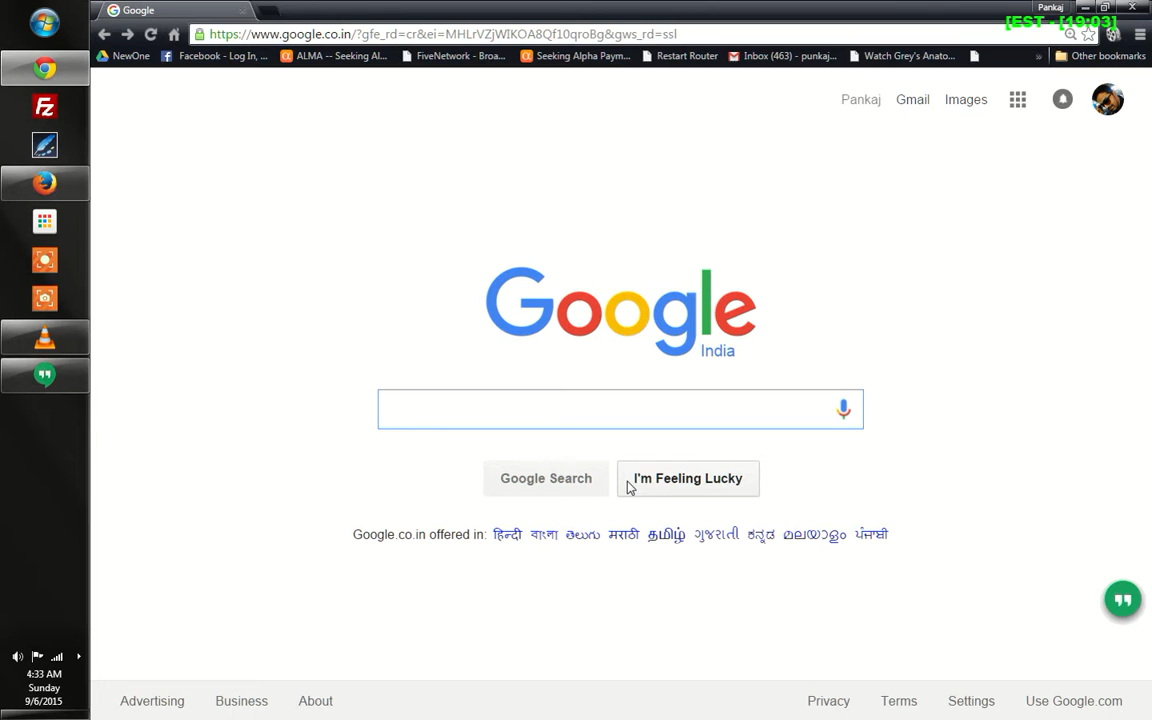 Google
Pankaj
[EST - [19:03]
https://www.google.co.in/?gfe_rd=cr&ei=MHLrVZjWIKOA8Qf10qroBg&gws_rd=ssl
NewOne
Facebook - Log In, ...
ALMA -- Seeking Al...
FiveNetwork - Broa...
Seeking Alpha Paym...
Restart Router
Inbox (463) - punkaj...
Watch Grey's Anato...
»
Other bookmarks
Pankaj
Gmail
Images
Google
India
Google Search
I'm Feeling Lucky
Google.co.in offered in: हिन्दी বাংলা తెలుగు मराठी தமிழ் ગુજરાતી ಕನ್ನಡ മലയാളം ਪੰਜਾਬੀ
4:33 AM
Sunday
9/6/2015
Advertising
Business
About
Privacy
Terms
Settings
Use Google.com